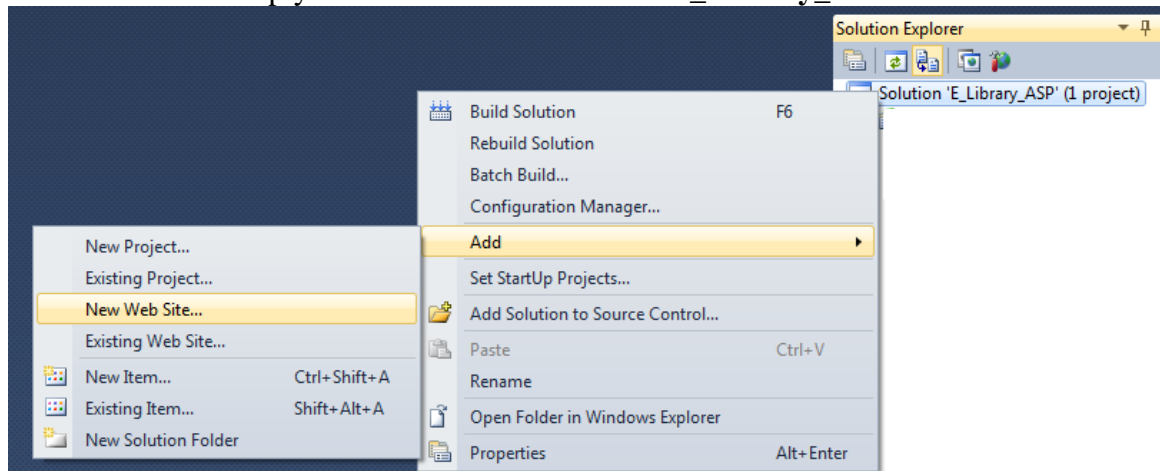 Solution Explorer
Solution 'E_Library_ASP' (1 project)
Build Solution F6
Rebuild Solution
Batch Build...
Configuration Manager...
Add
Set StartUp Projects...
Add Solution to Source Control...
Paste Ctrl+V
Rename
Open Folder in Windows Explorer
Properties Alt+Enter
New Project...
Existing Project...
New Web Site...
Existing Web Site...
New Item... Ctrl+Shift+A
Existing Item... Shift+Alt+A
New Solution Folder